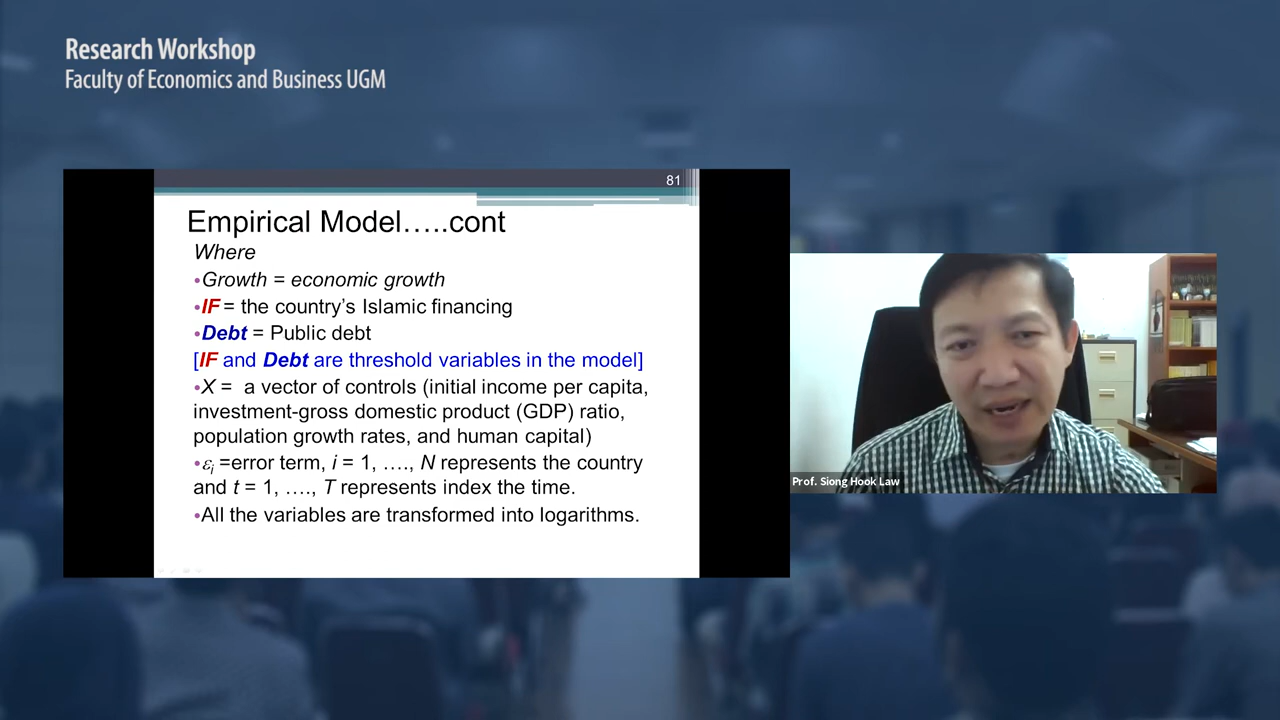 Research Workshop
Faculty of Economics and Business UGM
81
Empirical Model…..cont
Where
•Growth = economic growth
•IF = the country’s Islamic financing
•Debt = Public debt
[IF and Debt are threshold variables in the model]
•X = a vector of controls (initial income per capita,
investment-gross domestic product (GDP) ratio,
population growth rates, and human capital)
•εi =error term, i = 1, …., N represents the country
and t = 1, …., T represents index the time.
•All the variables are transformed into logarithms.
Prof. Siong Hook Law